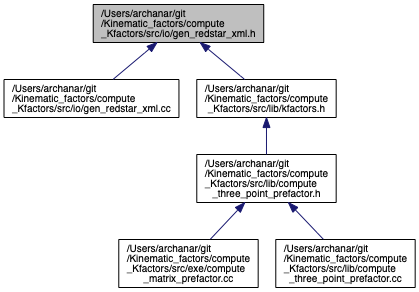 /Users/archanar/git
/Kinematic_factors/compute
_Kfactors/src/io/gen_redstar_xml.h
/Users/archanar/git
/Kinematic_factors/compute
_Kfactors/src/io/gen_redstar_xml.cc
/Users/archanar/git
/Kinematic_factors/compute
_Kfactors/src/lib/kfactors.h
/Users/archanar/git
/Kinematic_factors/compute
_Kfactors/src/lib/compute
_three_point_prefactor.h
/Users/archanar/git
/Kinematic_factors/compute
_Kfactors/src/exe/compute
_matrix_prefactor.cc
/Users/archanar/git
/Kinematic_factors/compute
_Kfactors/src/lib/compute
_three_point_prefactor.cc